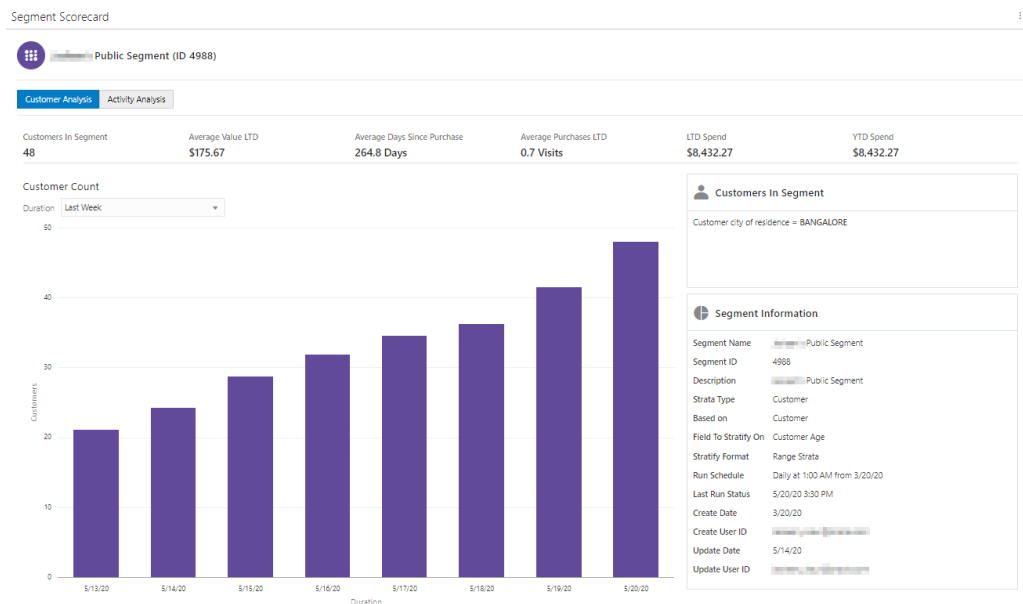 Segment Scorecard
Public Segment (ID 4988)
Customer Analysis Activity Analysis
Customers In Segment Average Value LTD Average Days Since Purchase Average Purchases LTD LTD Spend YTD Spend
48 $175.67 264.8 Days 0.7 Visits $8,432.27 $8,432.27
Customer Count
Duration Last Week
50
40
30
20
10
0
Customers
5/13/20 5/14/20 5/15/20 5/16/20 5/17/20 5/18/20 5/19/20 5/20/20
Duration
Customers In Segment
Customer city of residence = BANGALORE
Segment Information
Segment Name Public Segment
Segment ID 4988
Description Public Segment
Strata Type Customer
Based on Customer
Field To Stratify On Customer Age
Stratify Format Range Strata
Run Schedule Daily at 1:00 AM from 3/20/20
Last Run Status 5/20/20 3:30 PM
Create Date 3/20/20
Create User ID
Update Date 5/14/20
Update User ID